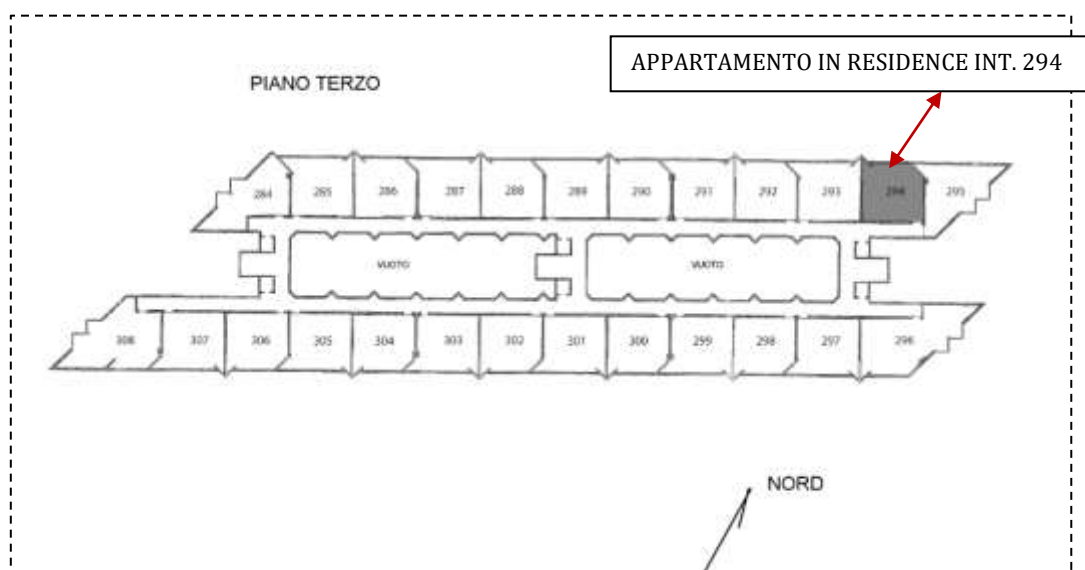 APPARTAMENTO IN RESIDENCE INT. 294
PIANO TERZO
284 285 286 287 288 289 290 291 292 293 294 295
VUOTO VUOTO
308 307 306 305 304 303 302 301 300 299 298 297 296
NORD